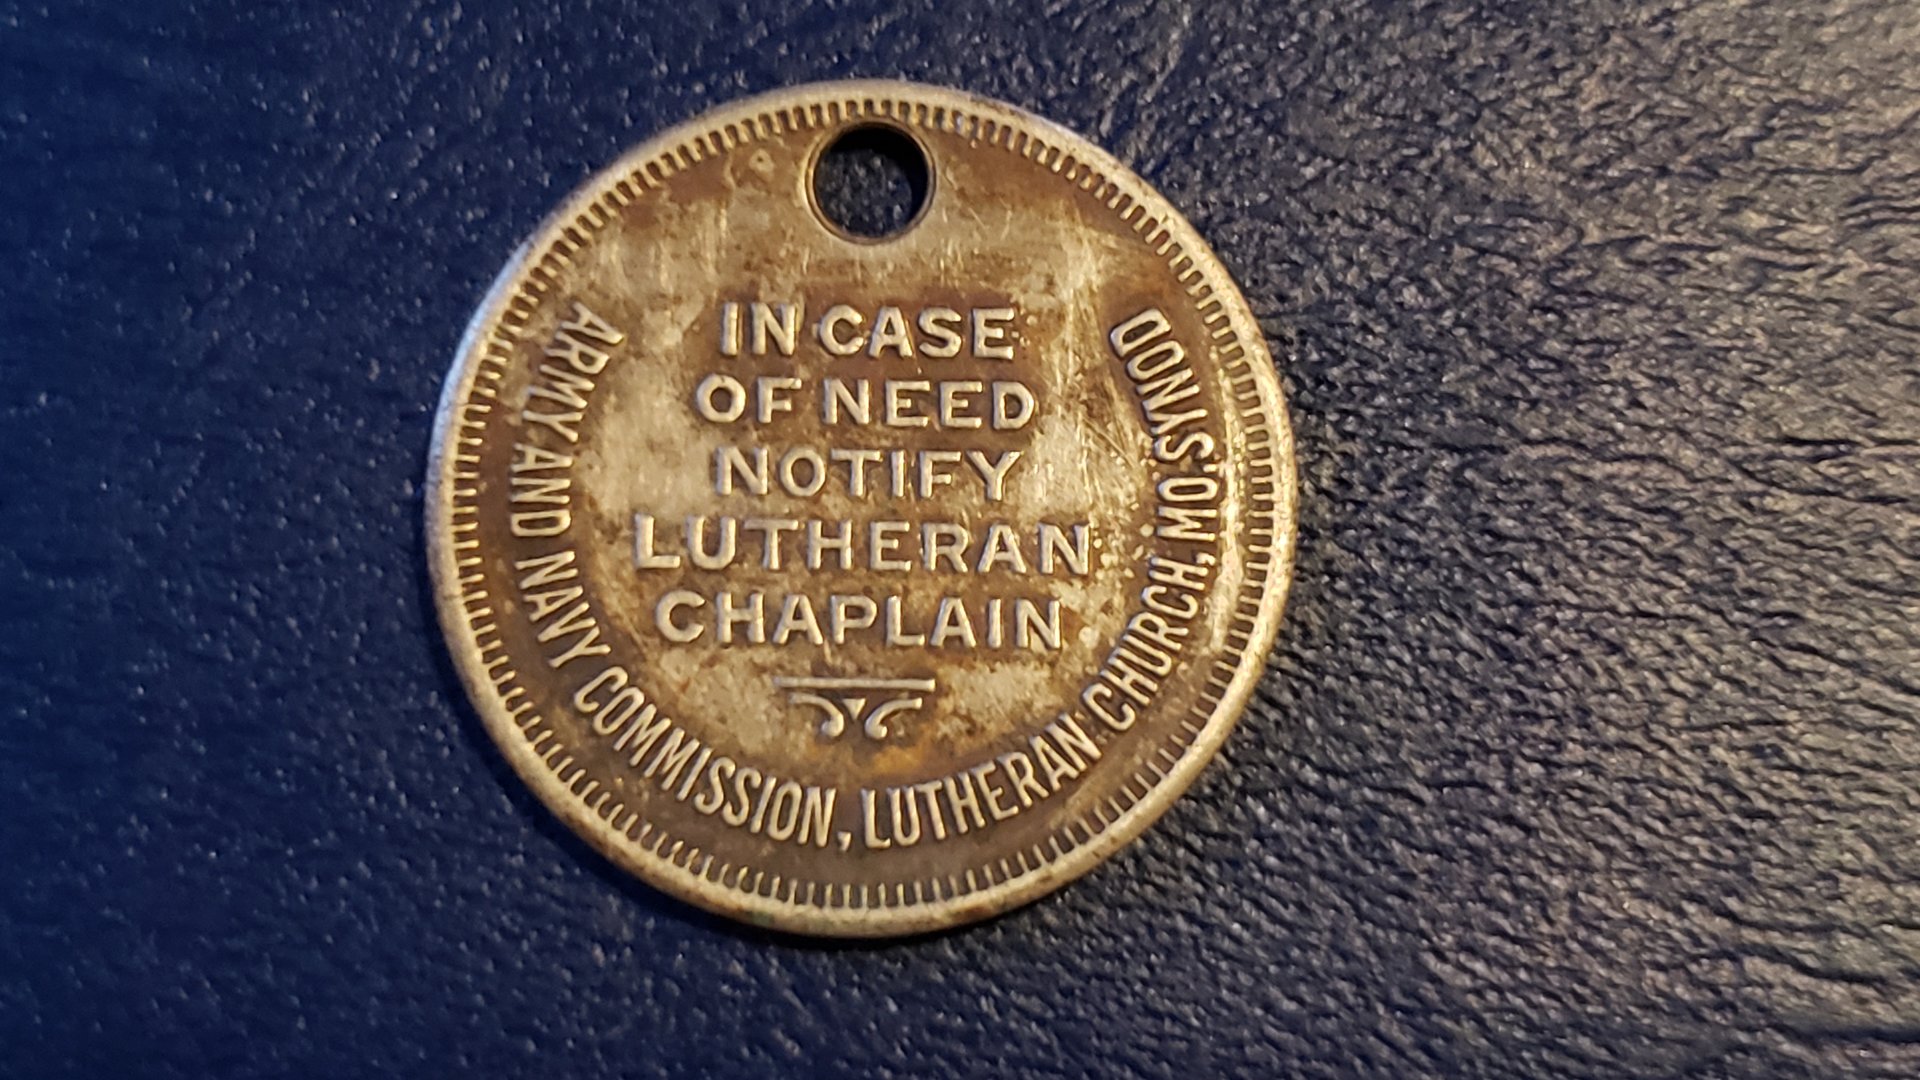 IN CASE
OF NEED
NOTIFY
LUTHERAN
CHAPLAIN
ARMY AND NAVY COMMISSION, LUTHERAN CHURCH, MO. SYNOD